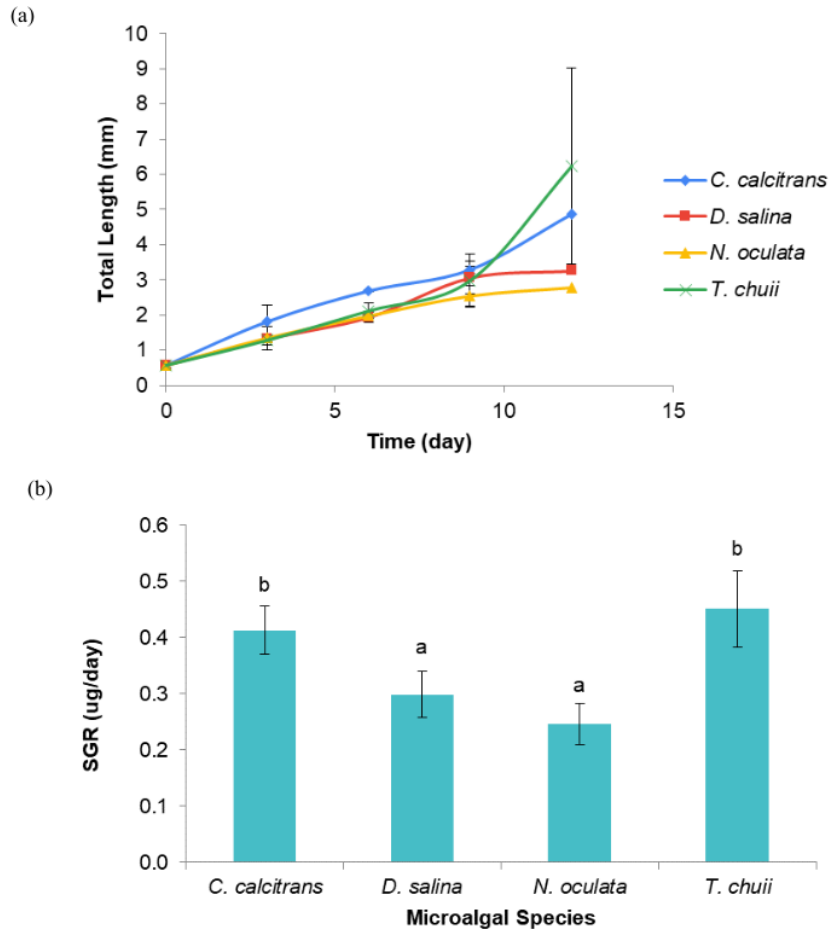 (a)
10
9
8
7
6
5
4
3
2
1
0
Total Length (mm)
0 5 10 15
Time (day)
C. calcitrans
D. salina
N. oculata
T. chuii
(b)
0.6
0.5
0.4
0.3
0.2
0.1
0.0
SGR (ug/day)
b
a
a
b
C. calcitrans D. salina N. oculata T. chuii
Microalgal Species